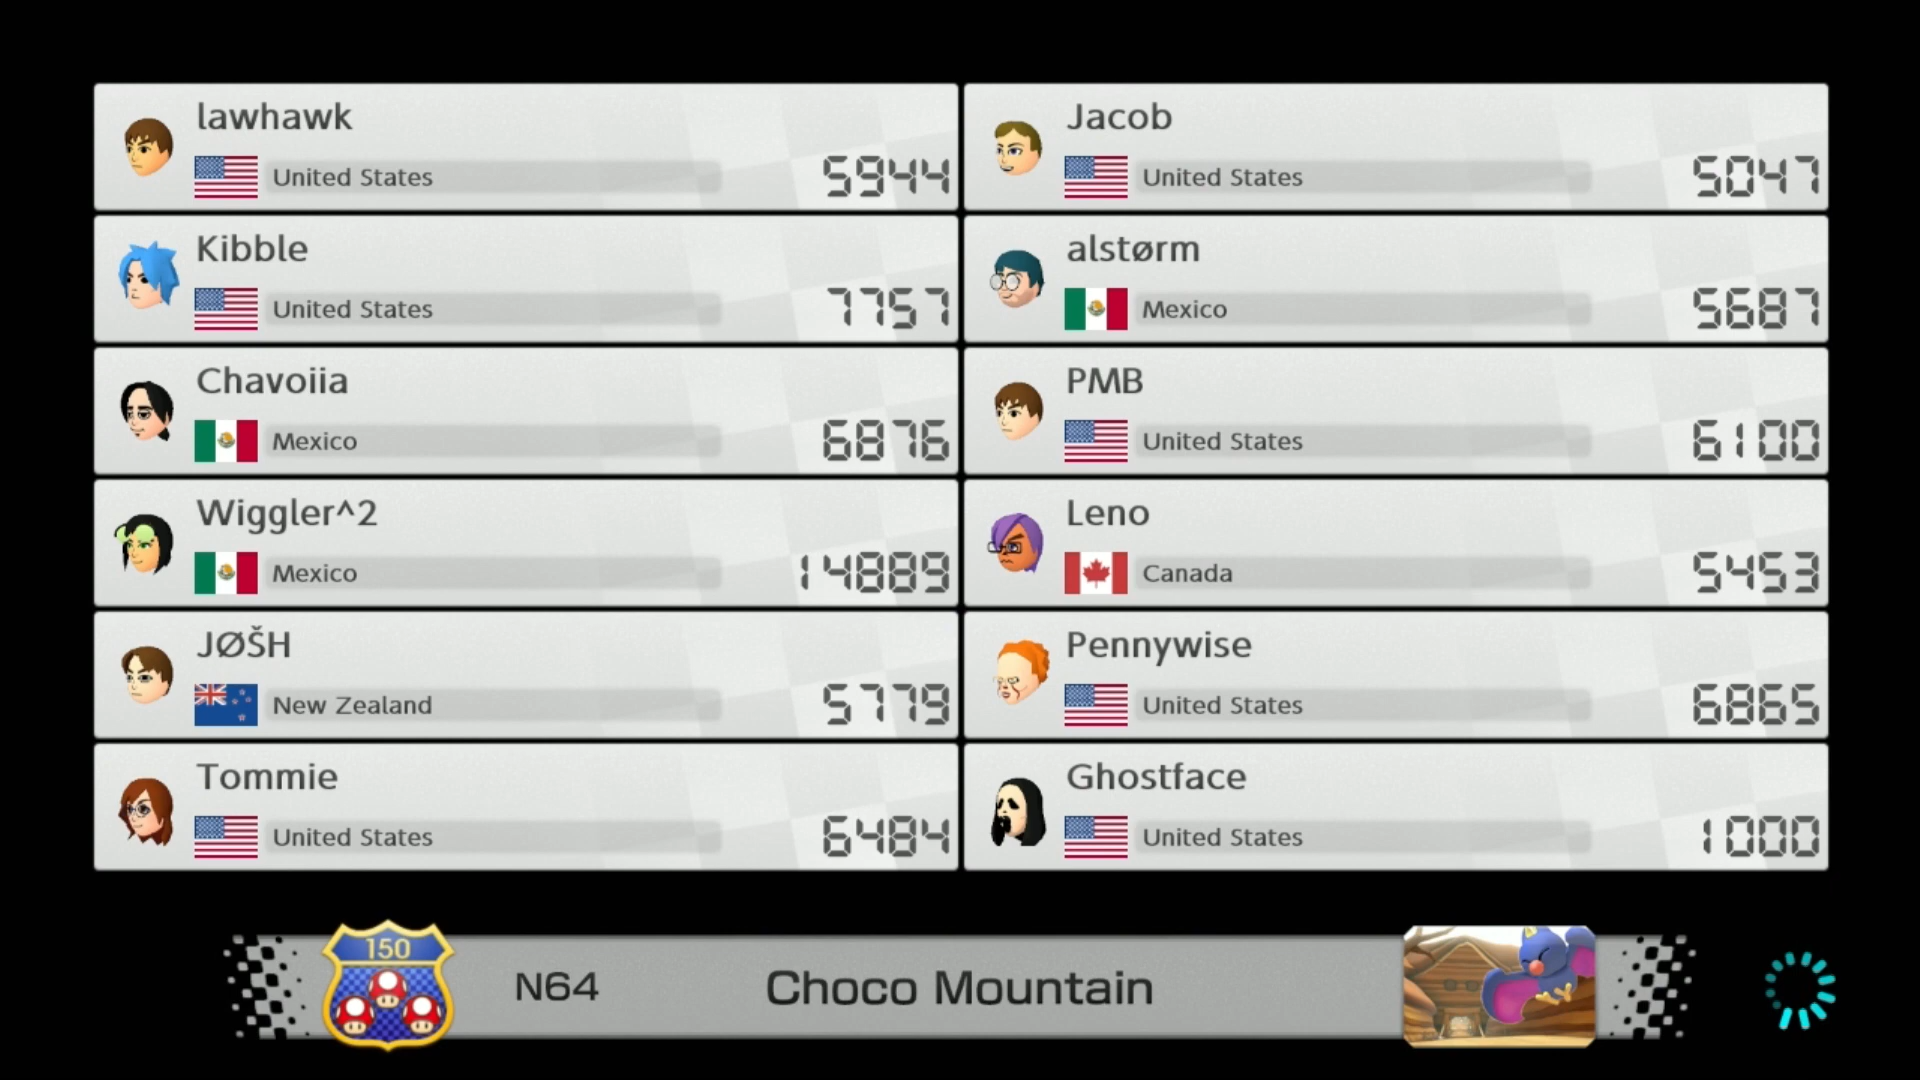 lawhawk
United States 5944
Jacob
United States 5047
Kibble
United States 7757
alstørm
Mexico 5687
Chavoiia
Mexico 6876
PMB
United States 6100
Wiggler^2
Mexico 14889
Leno
Canada 5453
JØŠH
New Zealand 5779
Pennywise
United States 6865
Tommie
United States 6484
Ghostface
United States 1000
150
N64 Choco Mountain